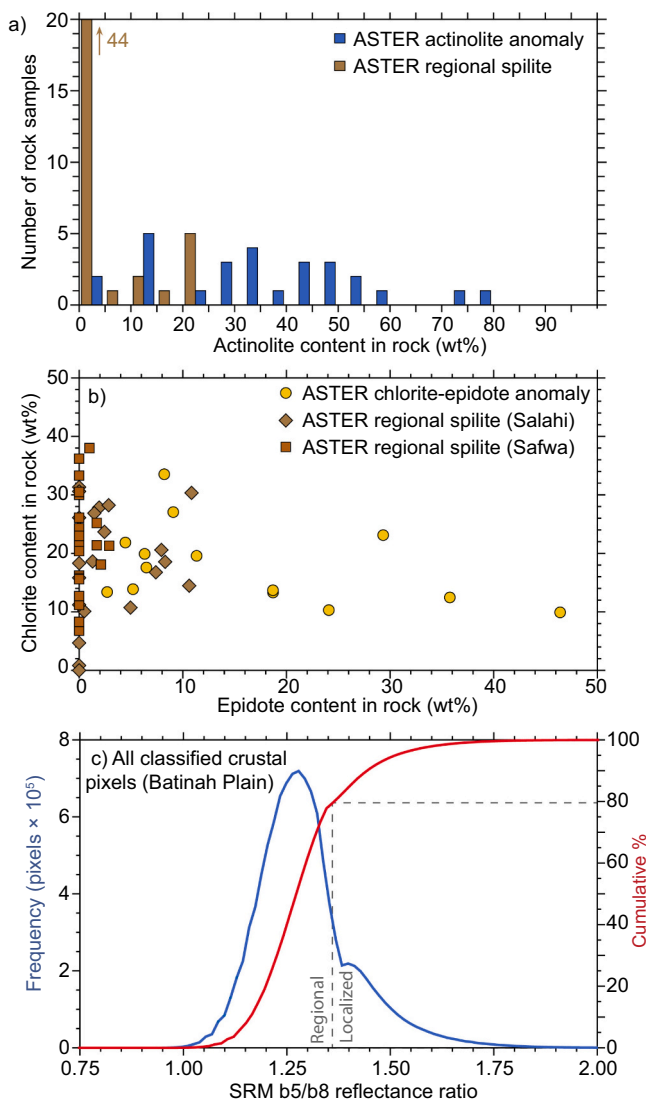 a)
20
15
10
5
0
Number of rock samples
44
ASTER actinolite anomaly
ASTER regional spilite
0 10 20 30 40 50 60 70 80 90
Actinolite content in rock (wt%)
b)
50
40
30
20
10
0
Chlorite content in rock (wt%)
ASTER chlorite-epidote anomaly
ASTER regional spilite (Salahi)
ASTER regional spilite (Safwa)
0 10 20 30 40 50
Epidote content in rock (wt%)
c) All classified crustal
pixels (Batinah Plain)
8
6
4
2
0
Frequency (pixels × 10⁵)
100
80
60
40
20
0
Cumulative %
Regional
Localized
0.75 1.00 1.25 1.50 1.75 2.00
SRM b5/b8 reflectance ratio